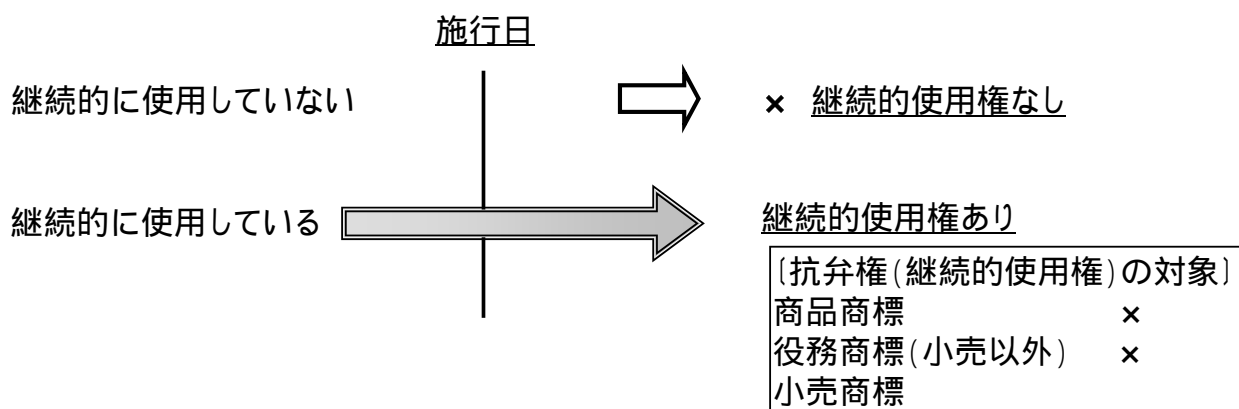 施行日
継続的に使用していない
× 継続的使用権なし
継続的に使用している
継続的使用権あり
〔抗弁権(継続的使用権)の対象〕
商品商標 ×
役務商標(小売以外) ×
小売商標